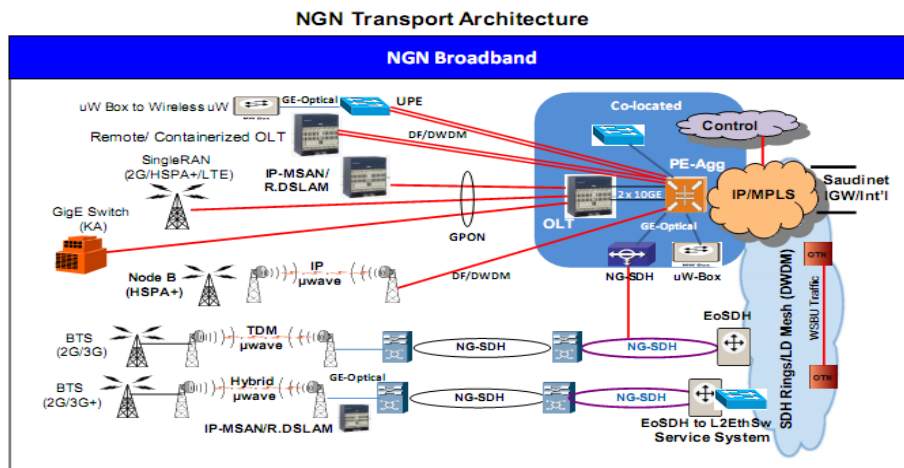 NGN Transport Architecture
NGN Broadband
uW Box to Wireless uW
GE-Optical
UPE
MW Box
Remote/ Containerized OLT
DF/DWDM
Co-located
Control
SingleRAN
(2G/HSPA+/LTE)
IP-MSAN/
R.DSLAM
PE-Agg
2 x 10GE
IP/MPLS
Saudi net
IGW/Int'l
GigE Switch
(KA)
GPON
OLT
GE-Optical
Node B
(HSPA+)
IP
µwave
DF/DWDM
NG-SDH
uW-Box
OTN
SDH Rings/LD Mesh (DWDM)
WSBU Traffic
OTN
BTS
(2G/3G)
TDM
µwave
NG-SDH
NG-SDH
EoSDH
BTS
(2G/3G+)
Hybrid
µwave
GE-Optical
NG-SDH
NG-SDH
IP-MSAN/R.DSLAM
EoSDH to L2EthSw
Service System